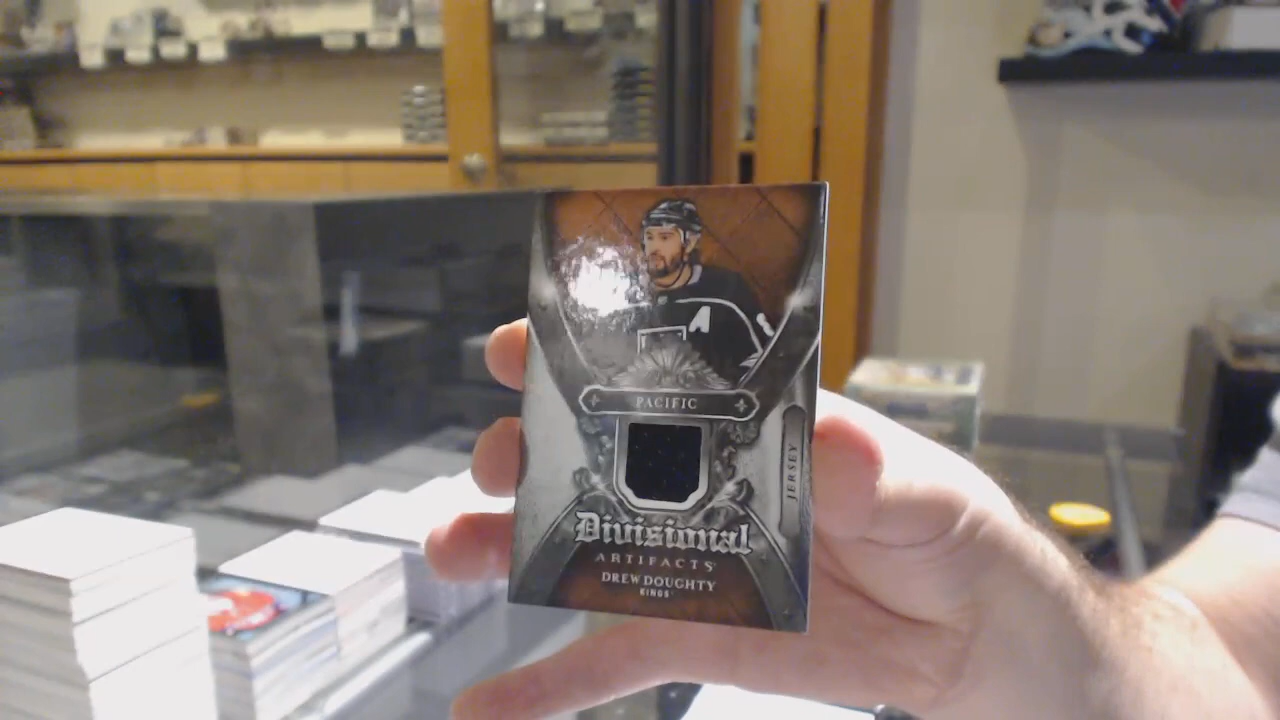 A
PACIFIC
JERSEY
Divisional
ARTIFACTS
DREW DOUGHTY
KINGS